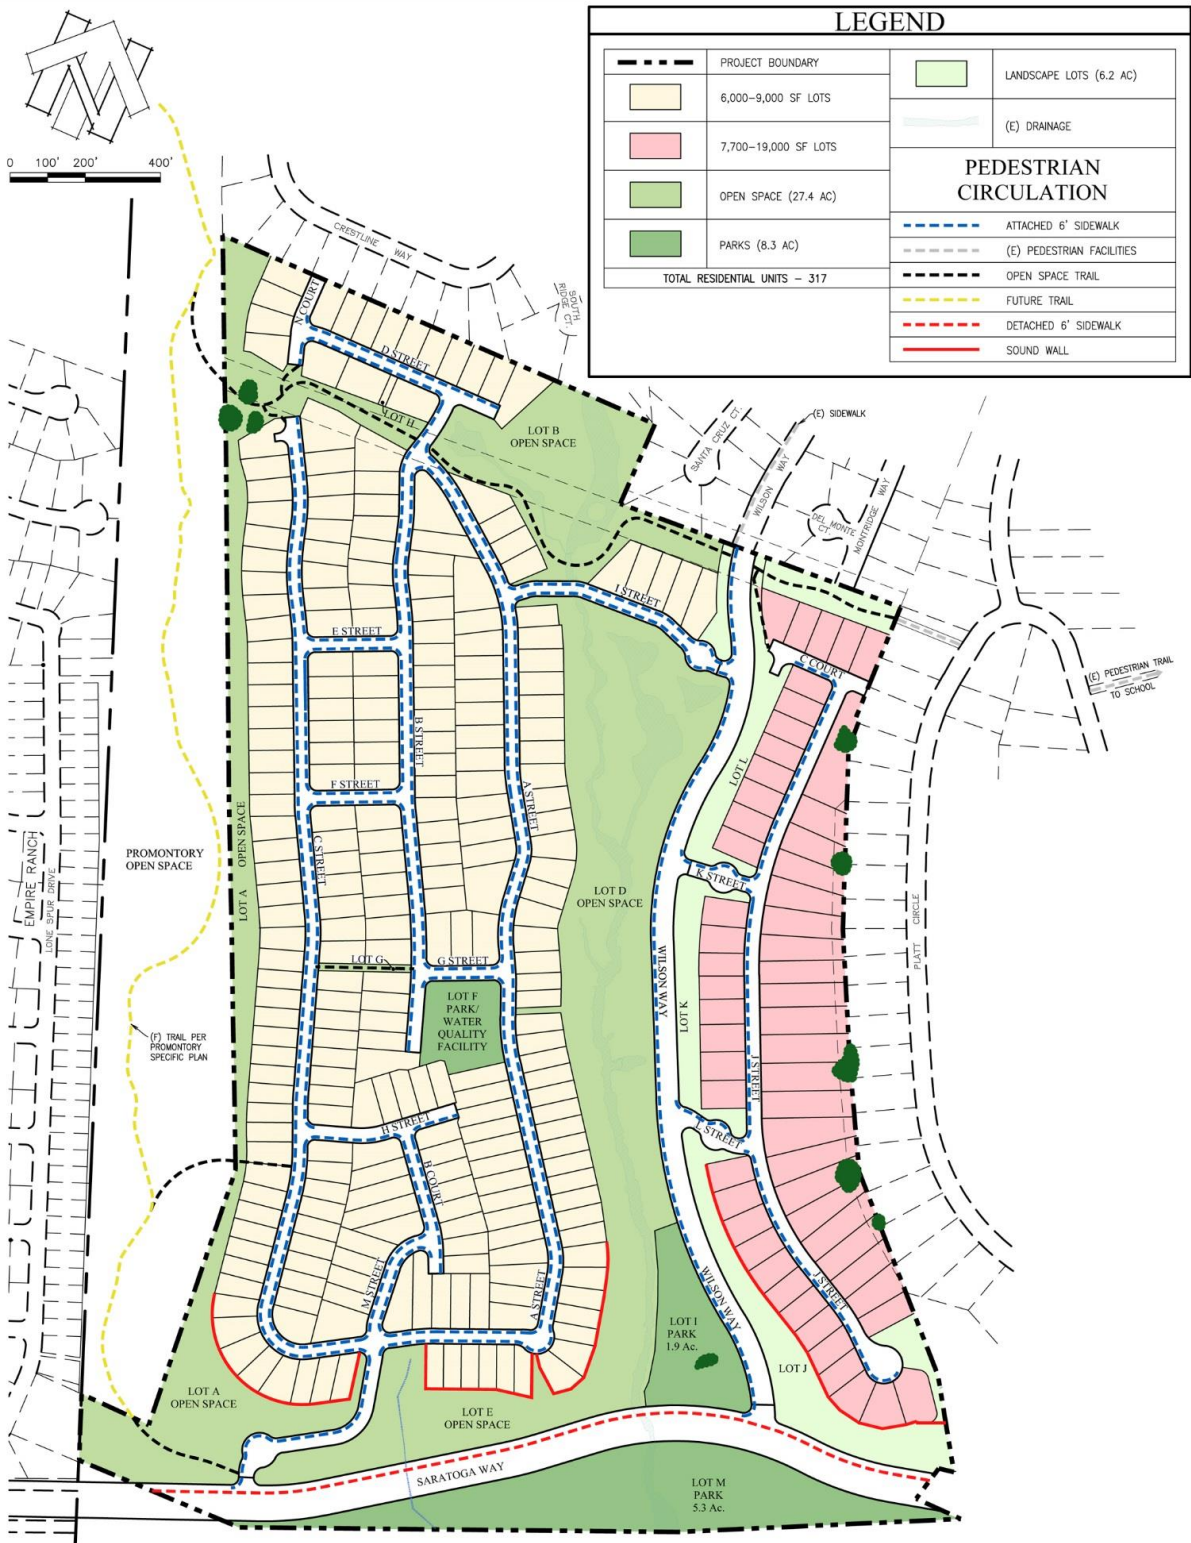 LEGEND
PROJECT BOUNDARY
6,000–9,000 SF LOTS
7,700–19,000 SF LOTS
OPEN SPACE (27.4 AC)
PARKS (8.3 AC)
TOTAL RESIDENTIAL UNITS – 317
LANDSCAPE LOTS (6.2 AC)
(E) DRAINAGE
PEDESTRIAN
CIRCULATION
ATTACHED 6' SIDEWALK
(E) PEDESTRIAN FACILITIES
OPEN SPACE TRAIL
FUTURE TRAIL
DETACHED 6' SIDEWALK
SOUND WALL
0 100' 200' 400'
CRESTLINE WAY
SOUTH
RIDGE CT.
N COURT
D STREET
LOT H
LOT B
OPEN SPACE
SANTA CRUZ CT.
(E) SIDEWALK
WILSON WAY
DEL MONTE
CT.
MONTRIDGE WAY
I STREET
E STREET
C COURT
(E) PEDESTRIAN TRAIL
TO SCHOOL
B STREET
LOT L
F STREET
A STREET
C STREET
LOT A OPEN SPACE
PROMONTORY
OPEN SPACE
EMPIRE RANCH
LONE SPUR DRIVE
LOT D
OPEN SPACE
K STREET
PLATT CIRCLE
WILSON WAY
LOT G
G STREET
LOT F
PARK/
WATER
QUALITY
FACILITY
LOT K
(F) TRAIL PER
PROMONTORY
SPECIFIC PLAN
J STREET
H STREET
L STREET
B COURT
M STREET
A STREET
WILSON WAY
J STREET
LOT I
PARK
1.9 Ac.
LOT J
LOT A
OPEN SPACE
LOT E
OPEN SPACE
SARATOGA WAY
LOT M
PARK
5.3 Ac.